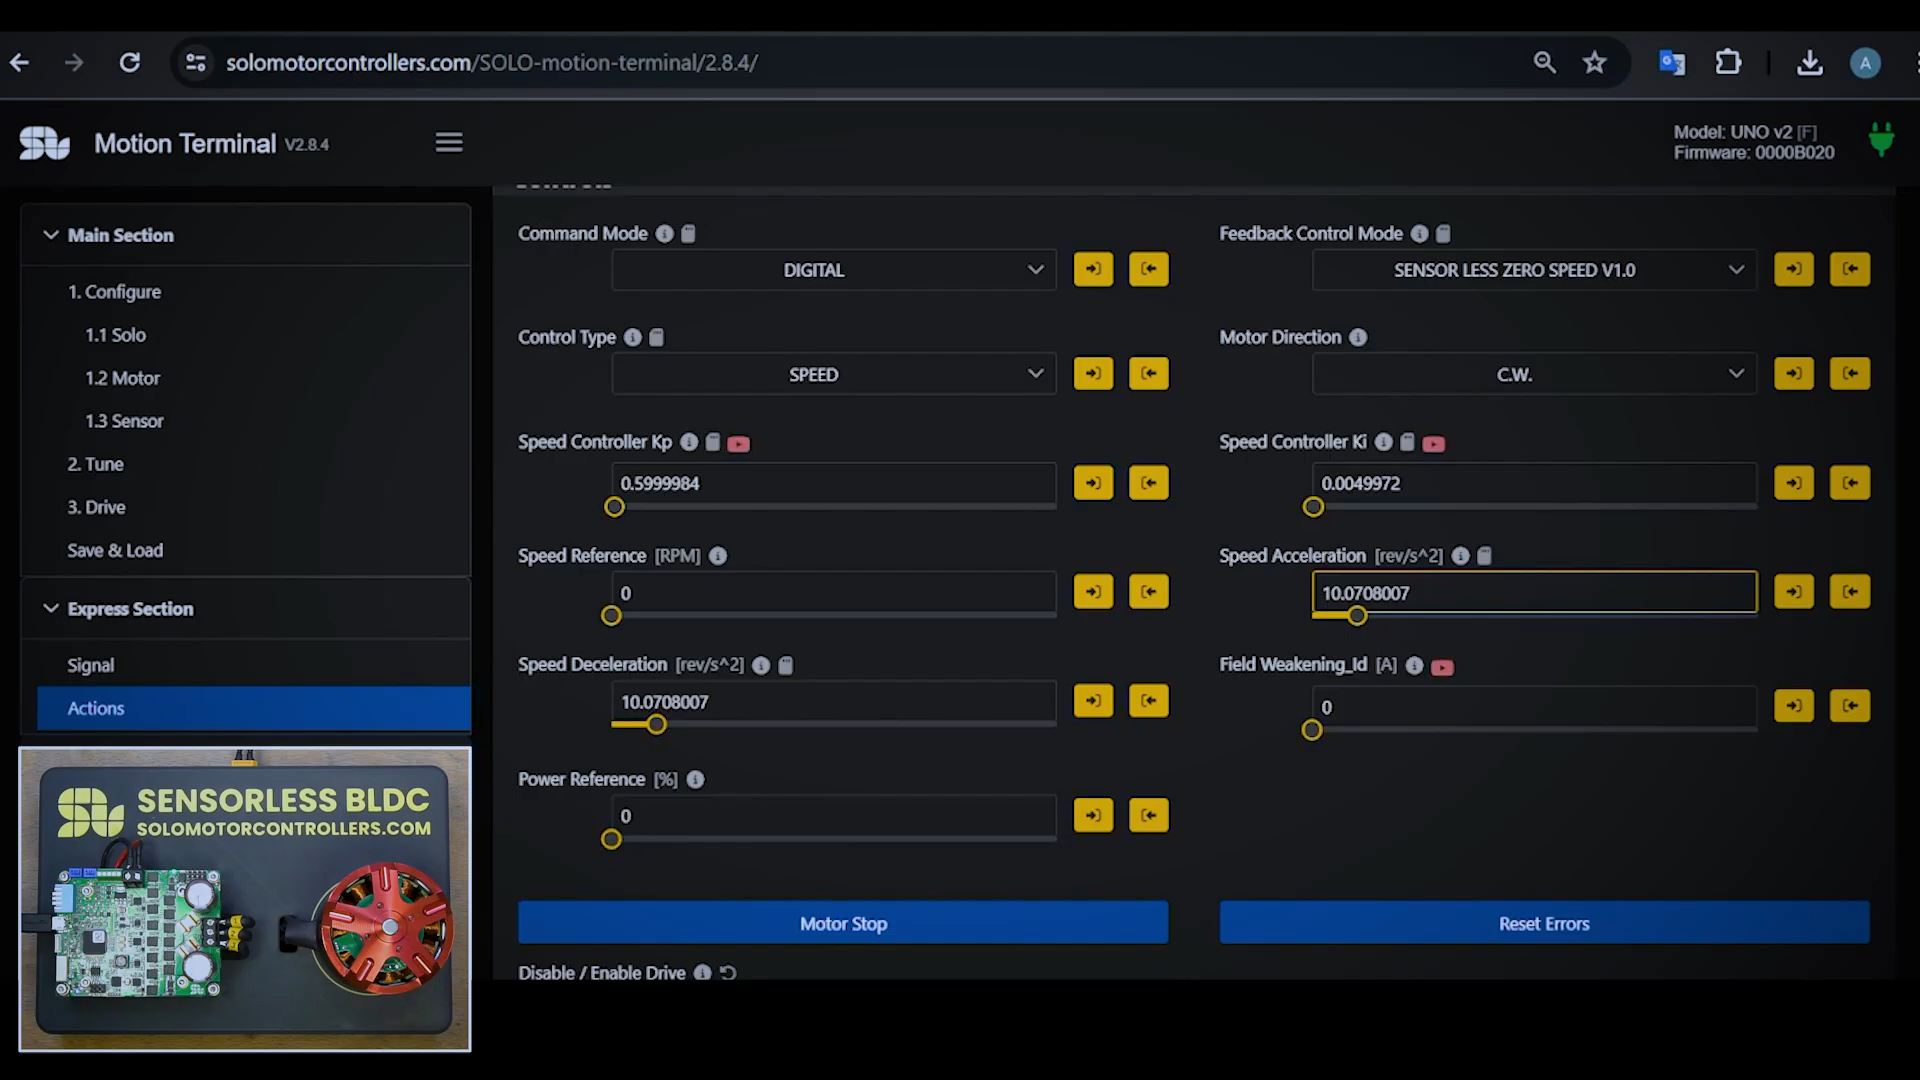 solomotorcontrollers.com/SOLO-motion-terminal/2.8.4/
A
Motion Terminal V2.8.4
Model: UNO v2 [F]
Firmware: 0000B020
Main Section
1. Configure
1.1 Solo
1.2 Motor
1.3 Sensor
2. Tune
3. Drive
Save & Load
Express Section
Signal
Actions
Command Mode
DIGITAL
Feedback Control Mode
SENSOR LESS ZERO SPEED V1.0
Control Type
SPEED
Motor Direction
C.W.
Speed Controller Kp
0.5999984
Speed Controller Ki
0.0049972
Speed Reference [RPM]
0
Speed Acceleration [rev/s^2]
10.0708007
Speed Deceleration [rev/s^2]
10.0708007
Field Weakening_Id [A]
0
Power Reference [%]
0
Motor Stop
Reset Errors
Disable / Enable Drive
SENSORLESS BLDC
SOLOMOTORCONTROLLERS.COM